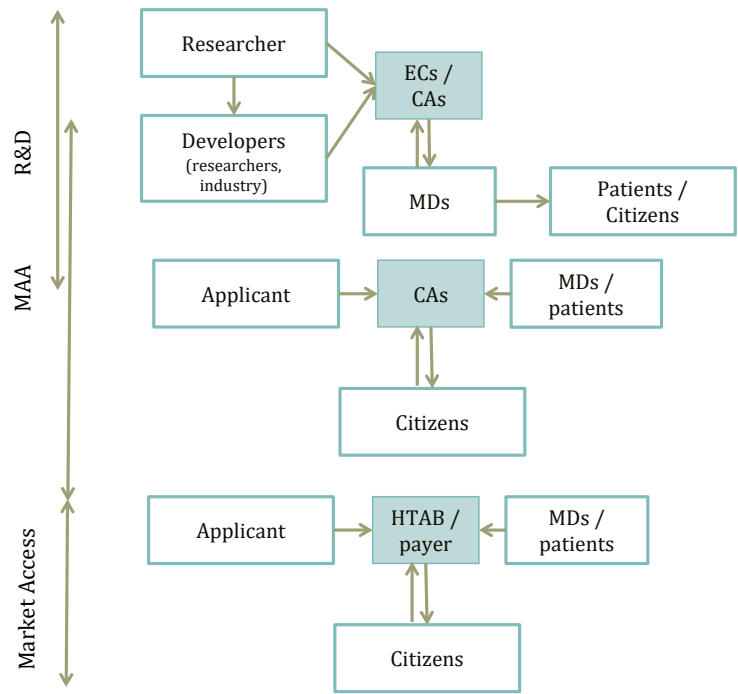 Researcher
ECs /
CAs
Developers
(researchers,
industry)
R&D
MDs
Patients /
Citizens
MAA
Applicant
CAs
MDs /
patients
Citizens
Market Access
Applicant
HTAB /
payer
MDs /
patients
Citizens